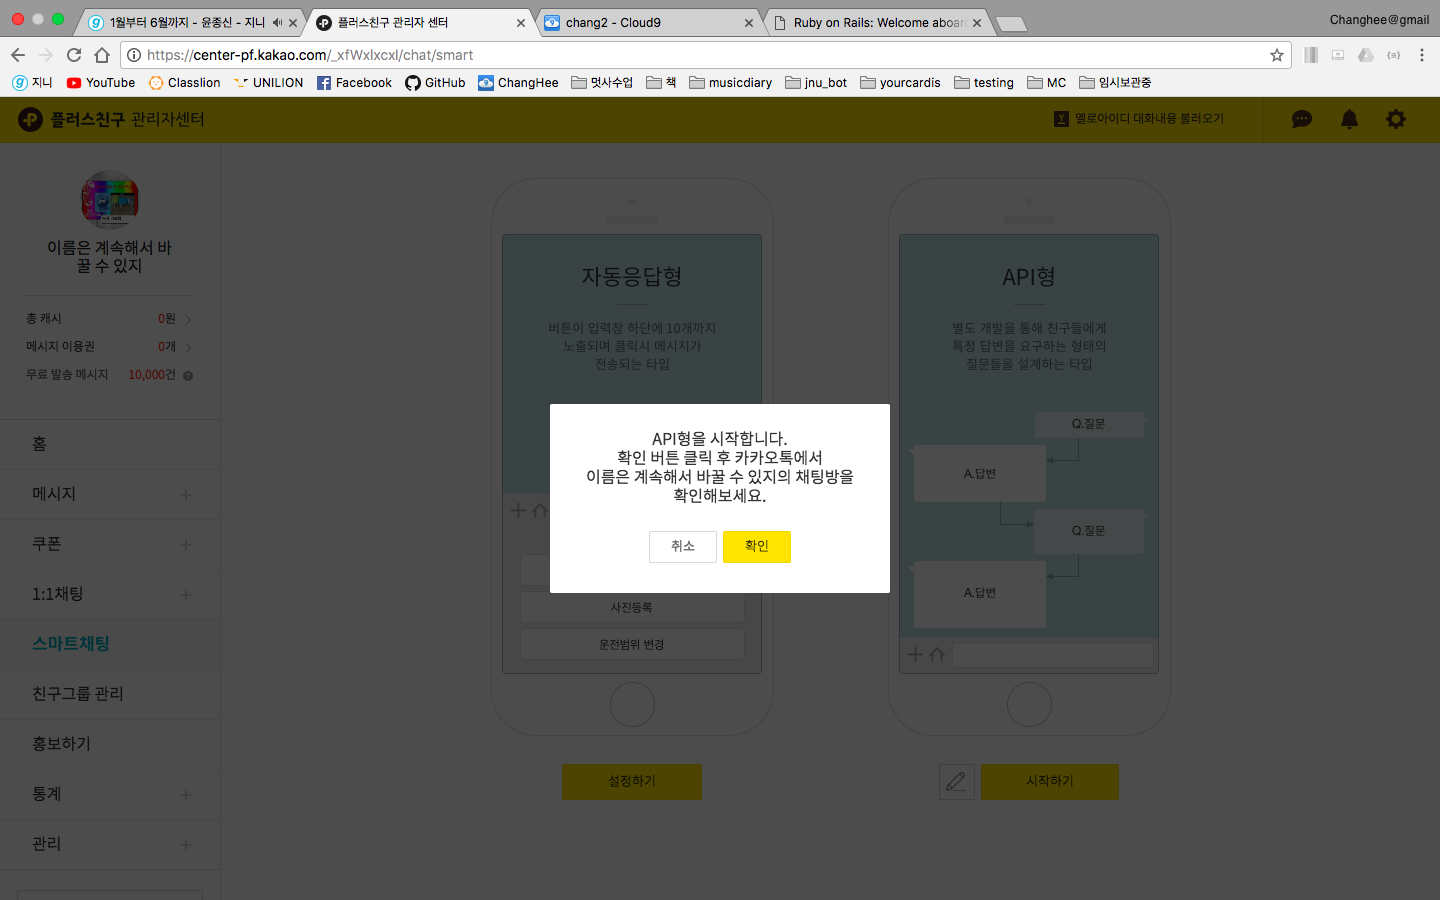 1월부터 6월까지 - 윤종신 - 지니
플러스친구 관리자 센터
chang2 - Cloud9
Ruby on Rails: Welcome aboar
Changhee@gmail
https://center-pf.kakao.com/_xfWxlxcxl/chat/smart
지니
YouTube
Classlion
UNILION
Facebook
GitHub
ChangHee
멋사수업
책
musicdiary
jnu_bot
yourcardis
testing
MC
임시보관중
플러스친구 관리자센터
옐로아이디 대화내용 불러오기
이름은 계속해서 바
꿀 수 있지
총 캐시 0원
메시지 이용권 0개
무료 발송 메시지 10,000건
홈
메시지
쿠폰
1:1채팅
스마트채팅
친구그룹 관리
홍보하기
통계
관리
자동응답형
버튼이 입력창 하단에 10개까지
노출되며 클릭시 메시지가
전송되는 타입
사진등록
운전범위 변경
설정하기
API형
별도 개발을 통해 친구들에게
특정 답변을 요구하는 형태의
질문들을 설계하는 타입
Q.질문
A.답변
Q.질문
A.답변
시작하기
API형을 시작합니다.
확인 버튼 클릭 후 카카오톡에서
이름은 계속해서 바꿀 수 있지의 채팅방을
확인해보세요.
취소
확인